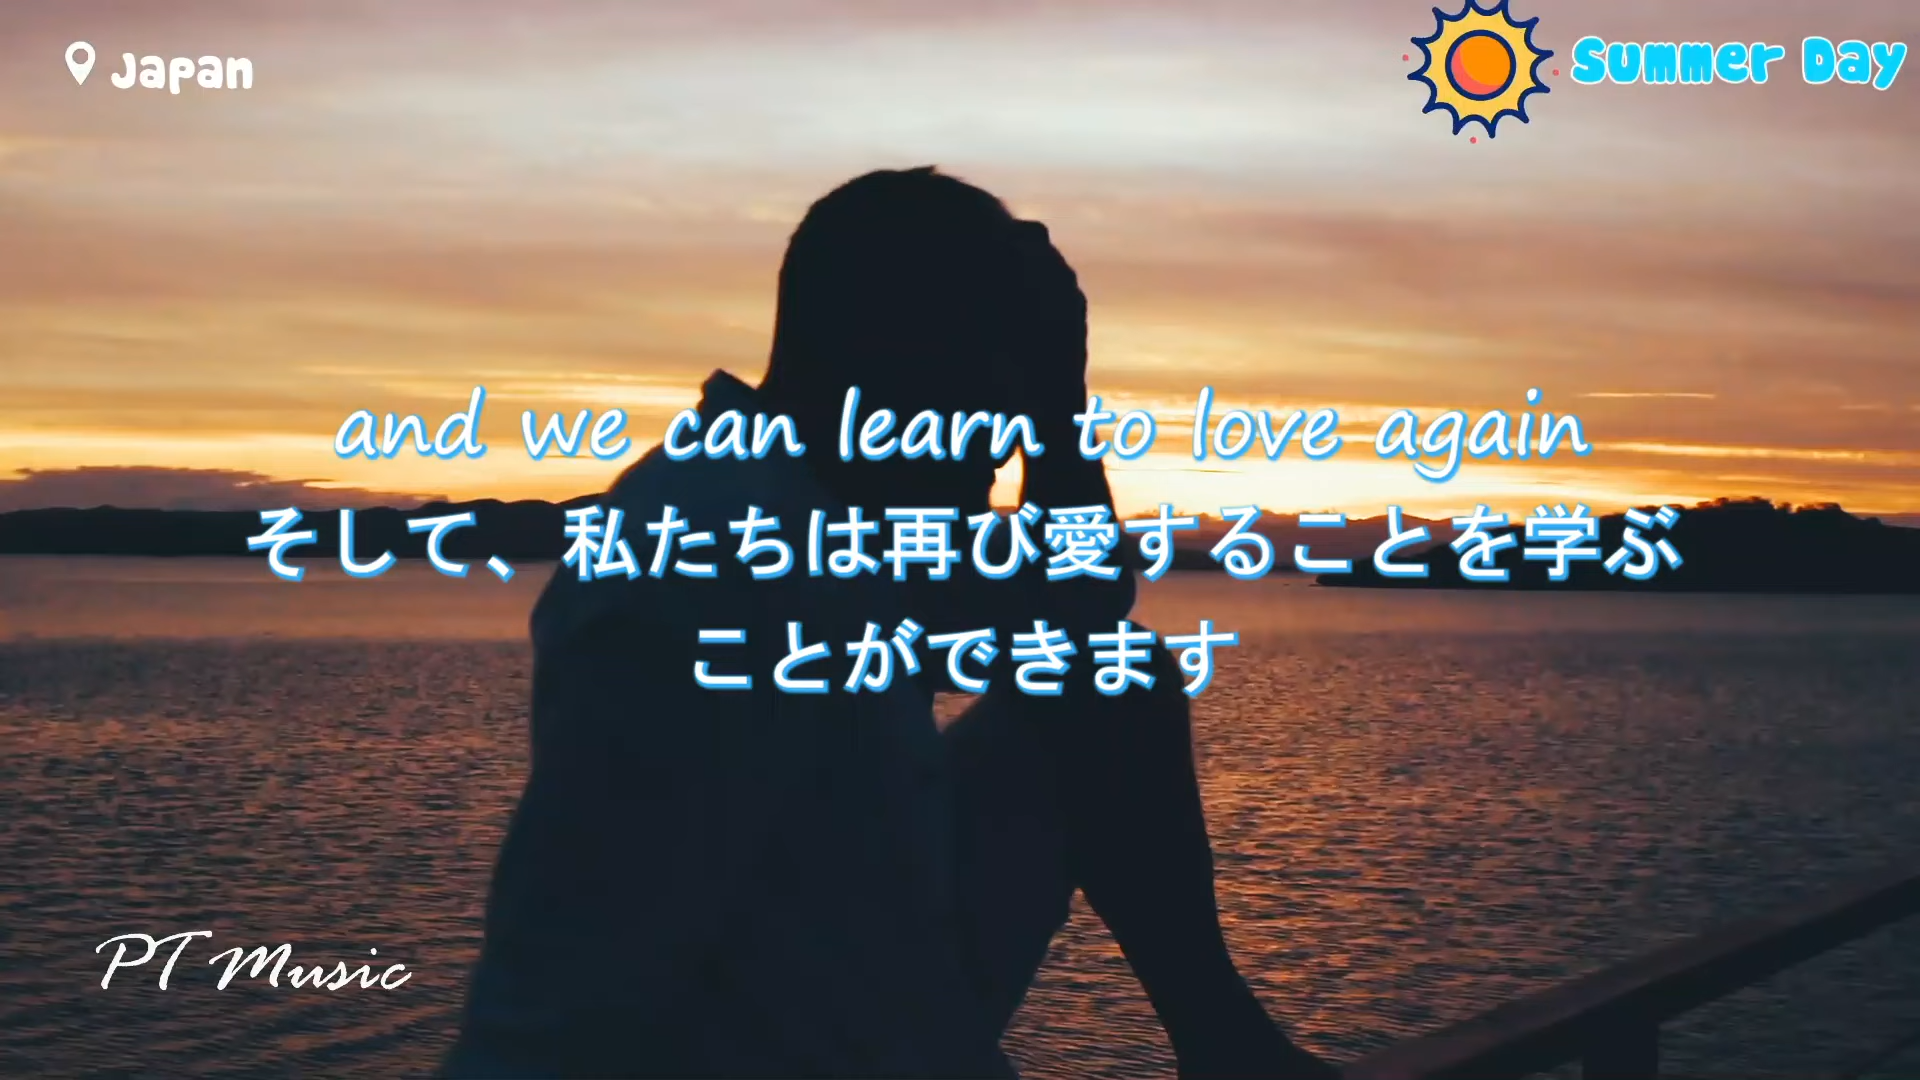 Japan
Summer Day
and we can learn to love again
そして、私たちは再び愛することを学ぶ
ことができます
PT Music